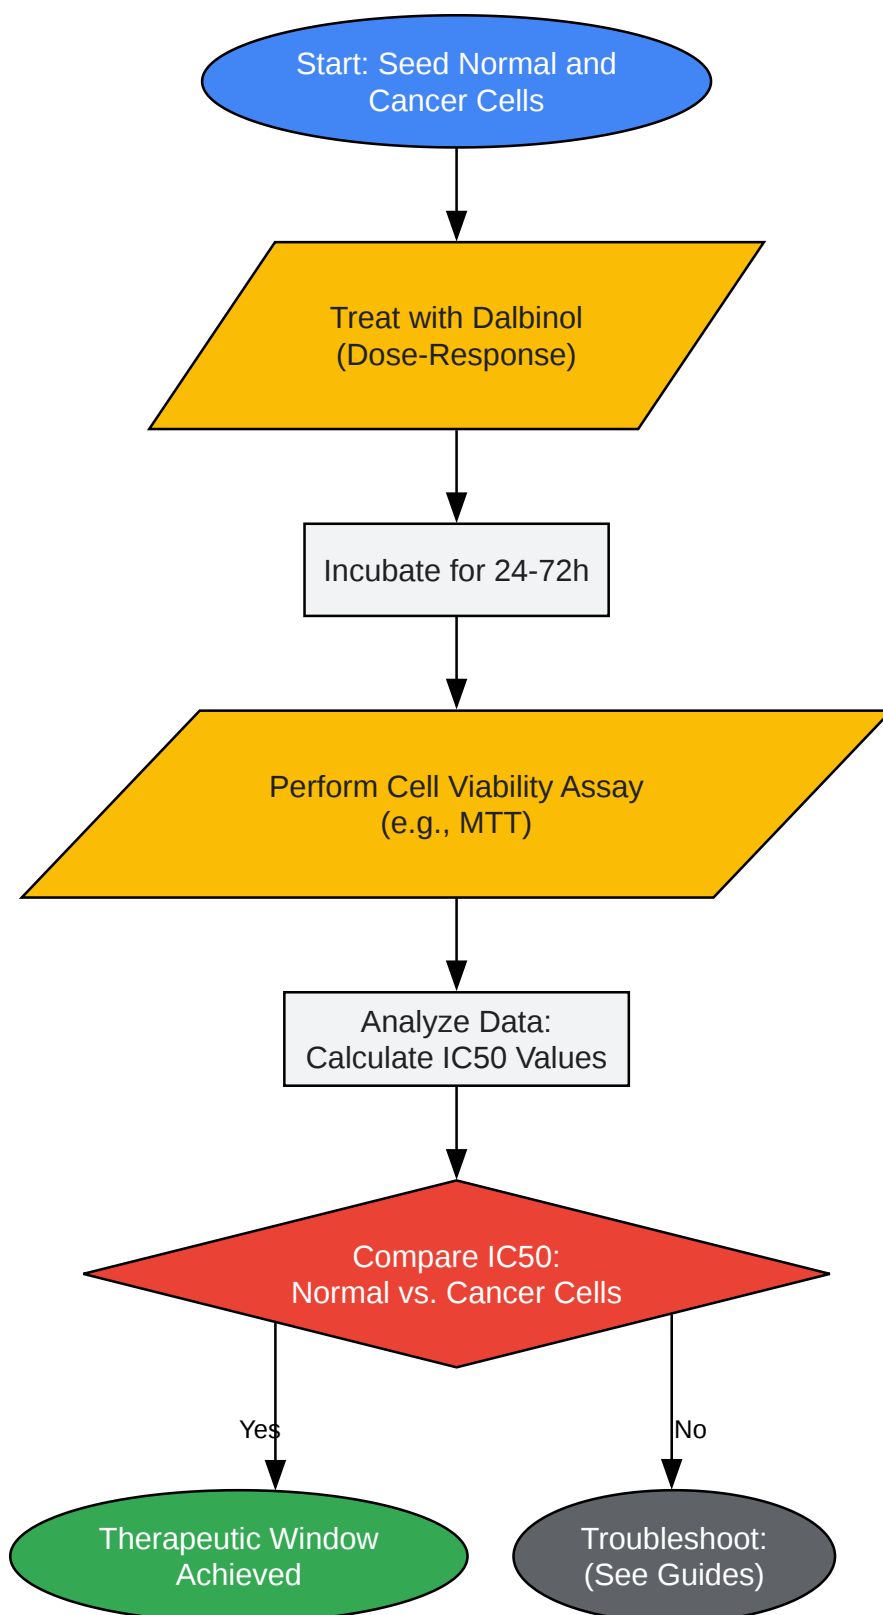 Start: Seed Normal and
Cancer Cells
Treat with Dalbinol
(Dose-Response)
Incubate for 24-72h
Perform Cell Viability Assay
(e.g., MTT)
Analyze Data:
Calculate IC50 Values
Compare IC50:
Normal vs. Cancer Cells
Yes
No
Therapeutic Window
Achieved
Troubleshoot:
(See Guides)